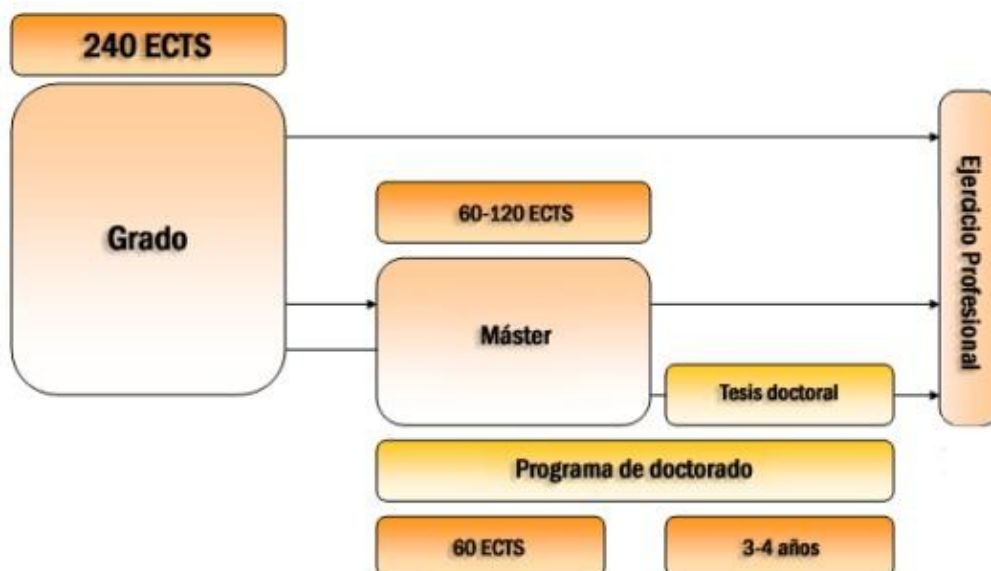 240 ECTS
Grado
60-120 ECTS
Máster
Ejercicio Profesional
Tesis doctoral
Programa de doctorado
60 ECTS
3-4 años